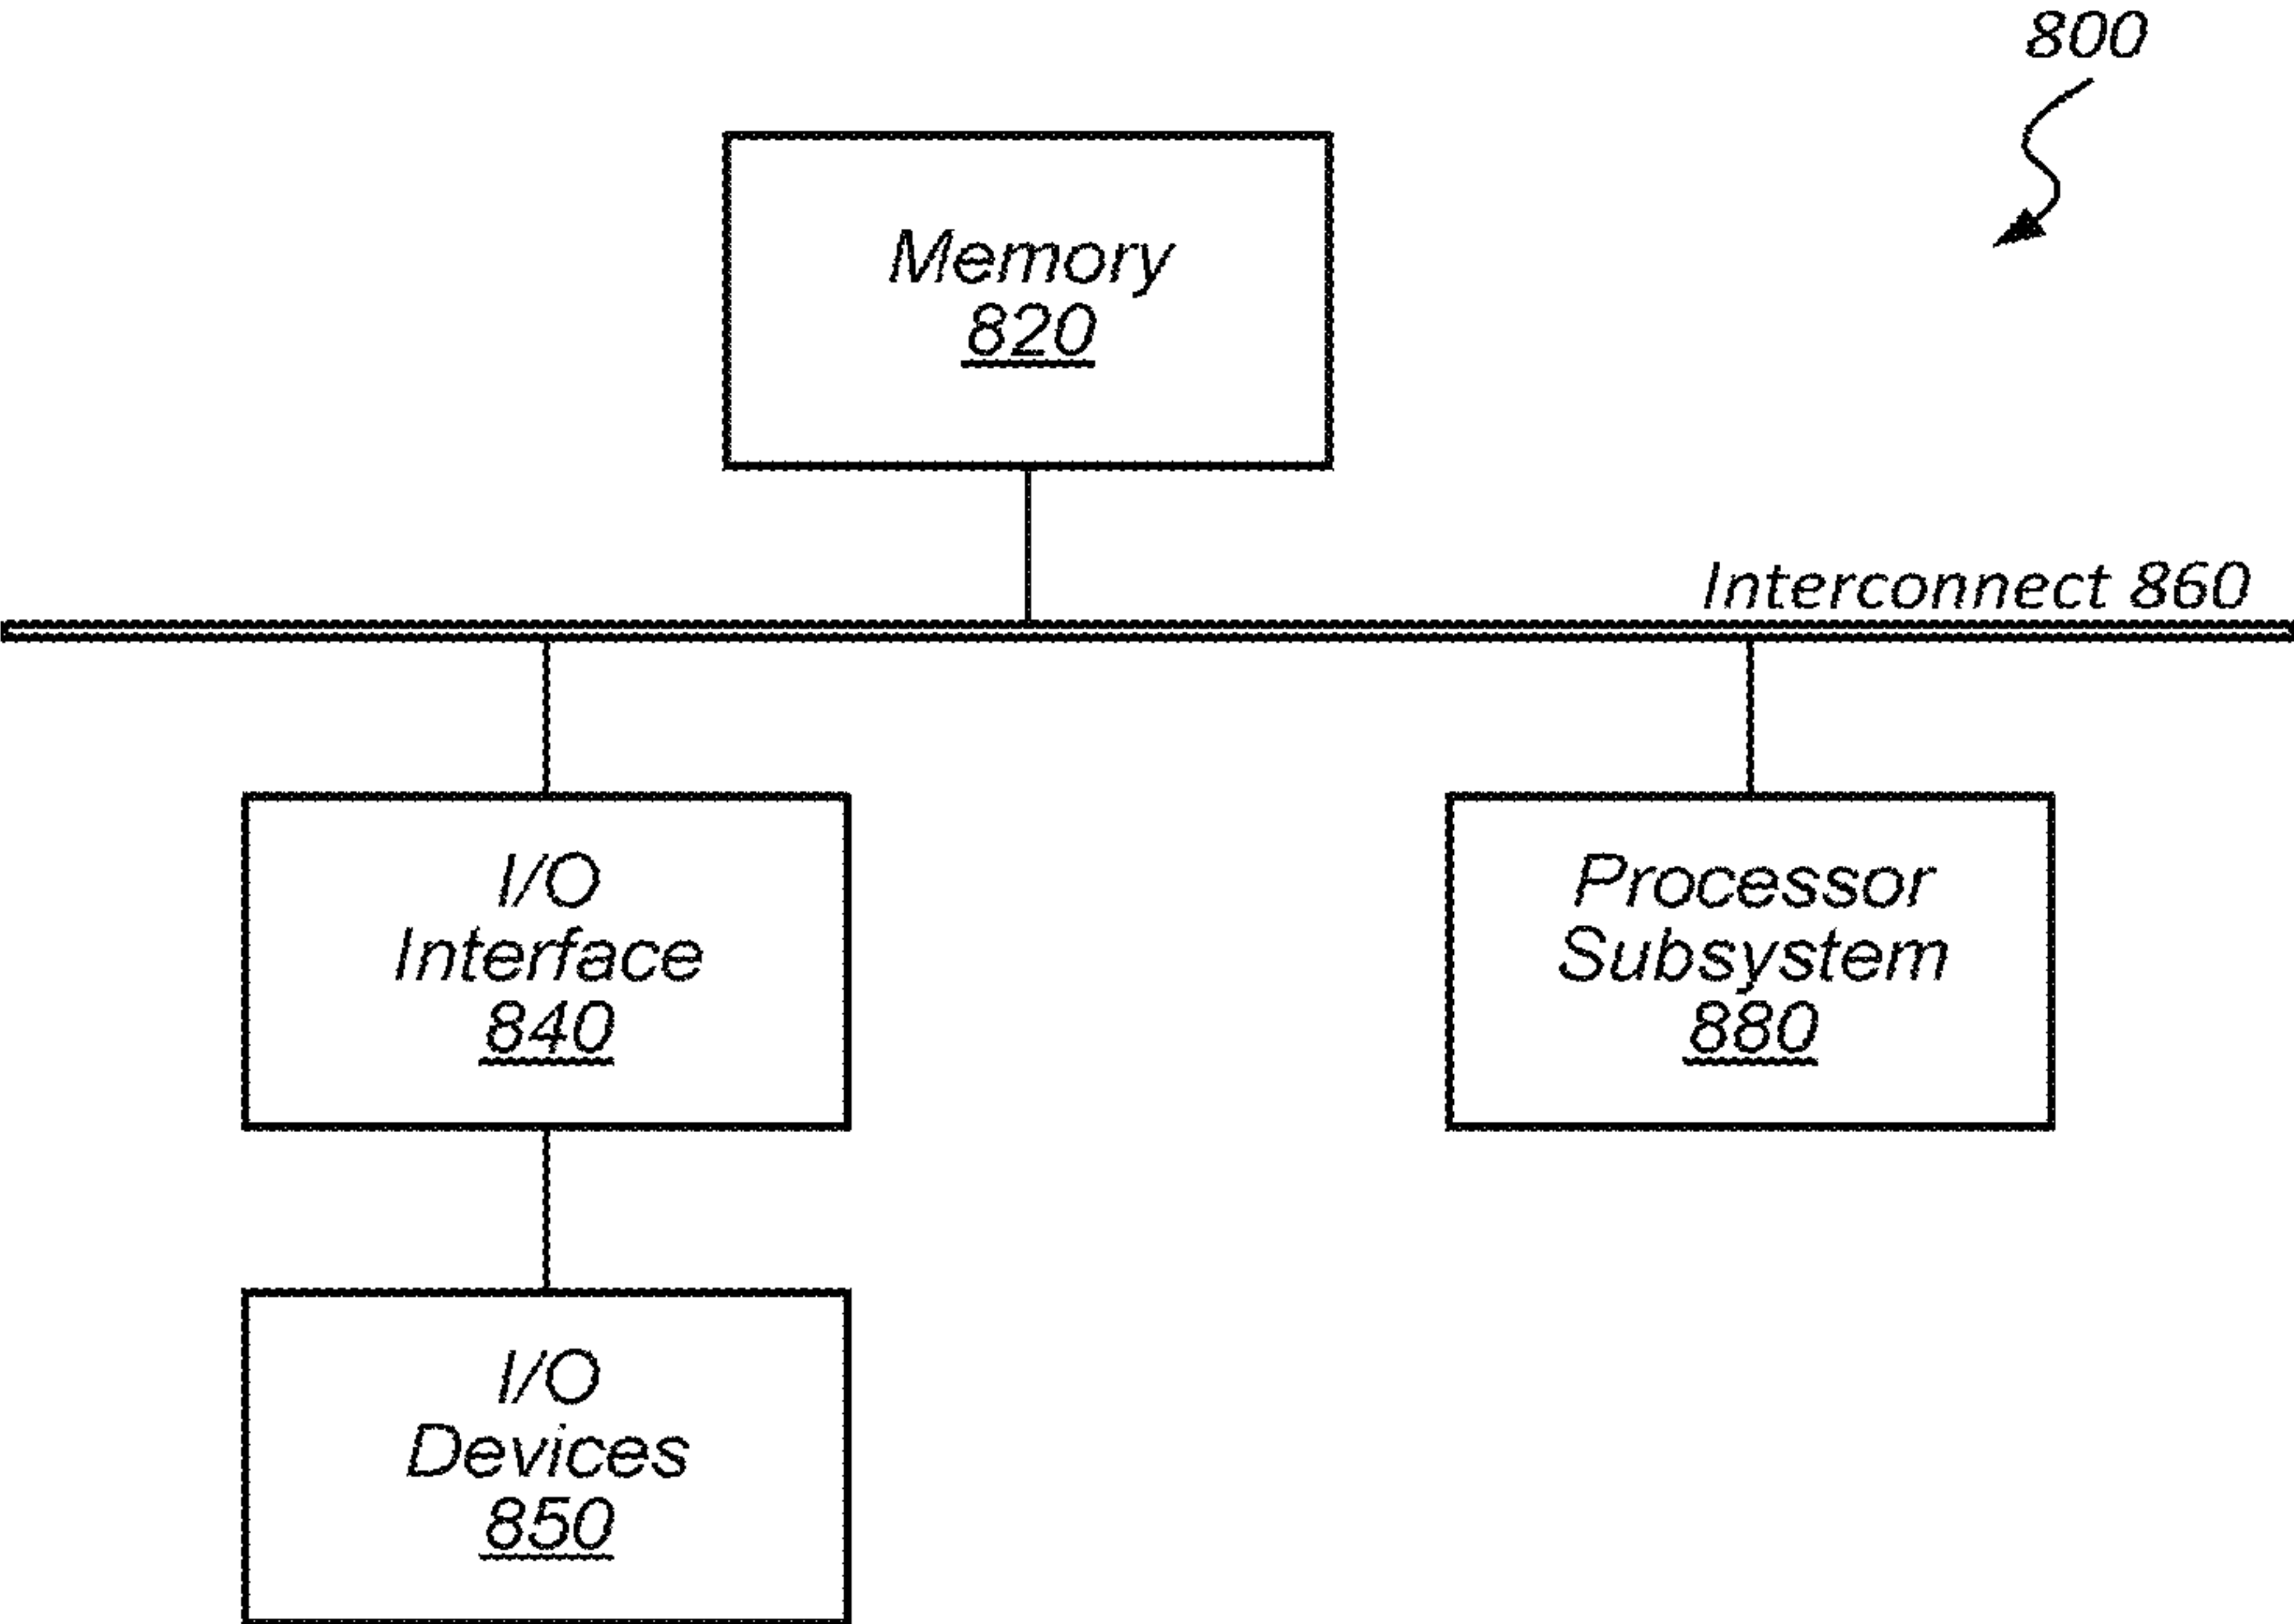 800
Memory
820
Interconnect 860
I/O
Interface
840
Processor
Subsystem
880
I/O
Devices
850